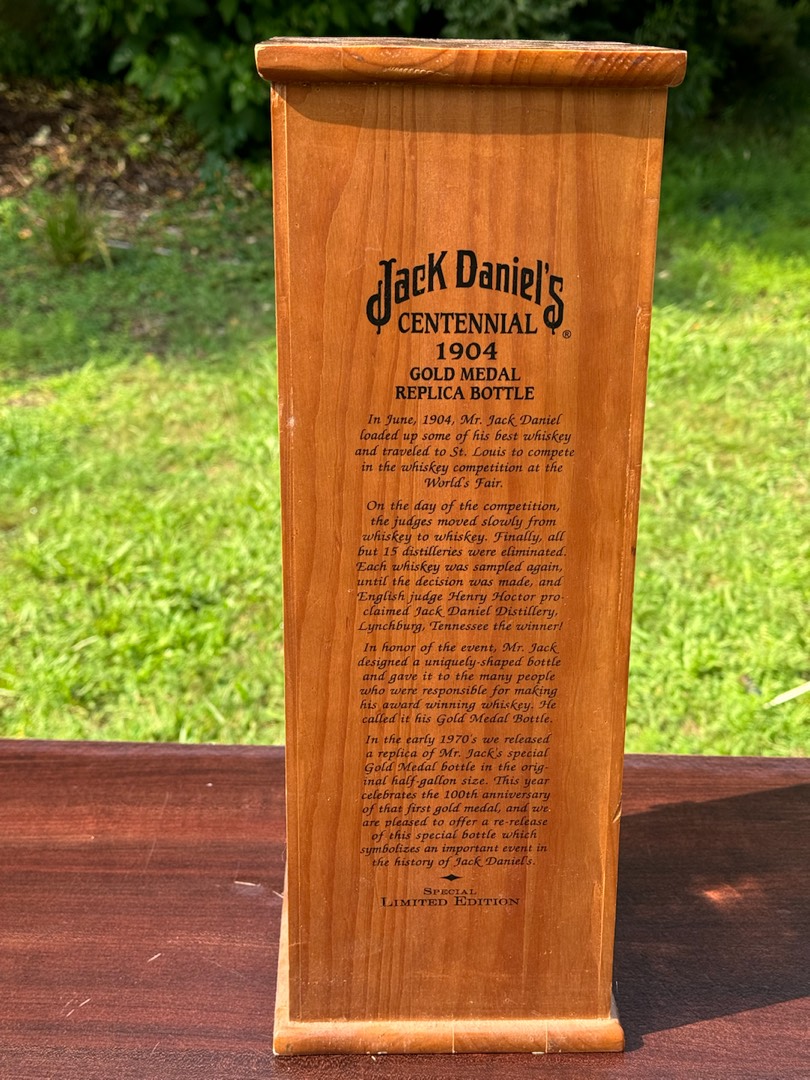 Jack Daniel's
CENTENNIAL ®
1904
GOLD MEDAL
REPLICA BOTTLE
In June, 1904, Mr. Jack Daniel
loaded up some of his best whiskey
and traveled to St. Louis to compete
in the whiskey competition at the
World's Fair.
On the day of the competition,
the judges moved slowly from
whiskey to whiskey. Finally, all
but 15 distilleries were eliminated.
Each whiskey was sampled again,
until the decision was made, and
English judge Henry Hoctor pro-
claimed Jack Daniel Distillery,
Lynchburg, Tennessee the winner!
In honor of the event, Mr. Jack
designed a uniquely-shaped bottle
and gave it to the many people
who were responsible for making
his award winning whiskey. He
called it his Gold Medal Bottle.
In the early 1970's we released
a replica of Mr. Jack's special
Gold Medal bottle in the orig-
inal half-gallon size. This year
celebrates the 100th anniversary
of that first gold medal, and we
are pleased to offer a re-release
of this special bottle which
symbolizes an important event in
the history of Jack Daniel's.
SPECIAL
LIMITED EDITION